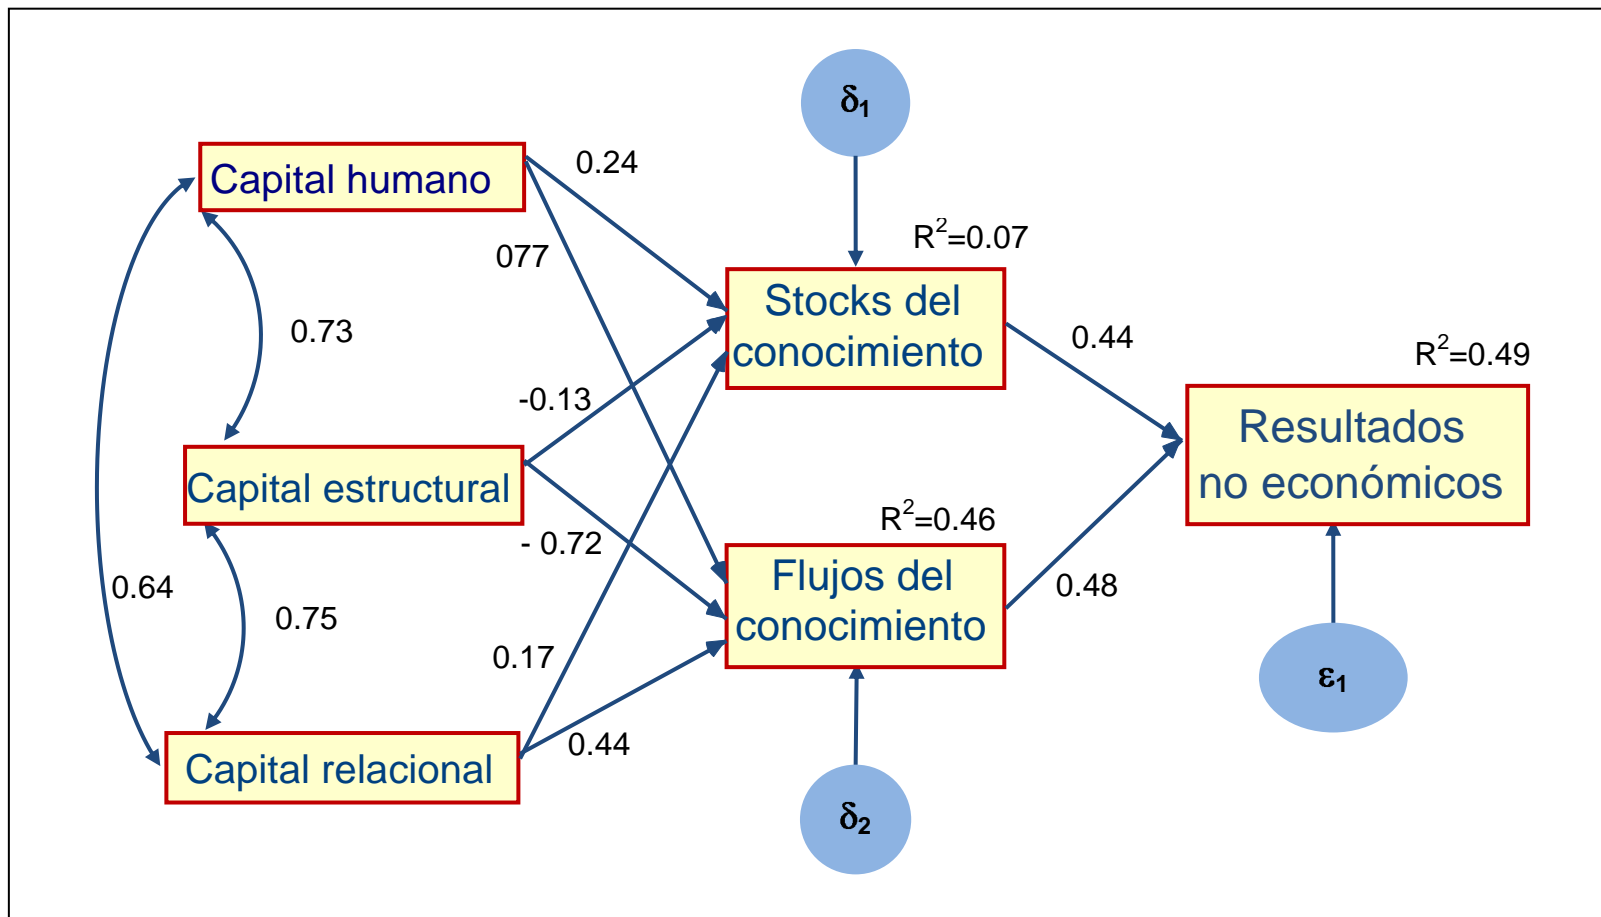 δ1
Capital humano
0.24
R2=0.07
077
Stocks del
conocimiento
0.73
0.44
R2=0.49
-0.13
Resultados
no económicos
Capital estructural
R2=0.46
- 0.72
Flujos del
conocimiento
0.64
0.75
0.48
0.17
ε1
0.44
Capital relacional
δ2